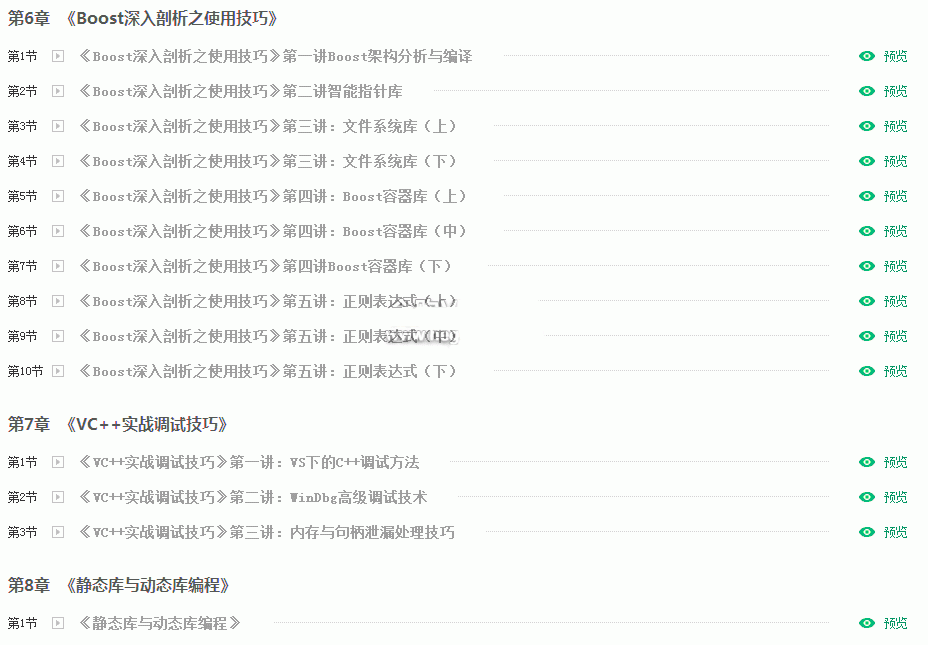 第6章 《Boost深入剖析之使用技巧》
第1节 《Boost深入剖析之使用技巧》第一讲Boost架构分析与编译 预览
第2节 《Boost深入剖析之使用技巧》第二讲智能指针库 预览
第3节 《Boost深入剖析之使用技巧》第三讲：文件系统库（上） 预览
第4节 《Boost深入剖析之使用技巧》第三讲：文件系统库（下） 预览
第5节 《Boost深入剖析之使用技巧》第四讲：Boost容器库（上） 预览
第6节 《Boost深入剖析之使用技巧》第四讲：Boost容器库（中） 预览
第7节 《Boost深入剖析之使用技巧》第四讲Boost容器库（下） 预览
第8节 《Boost深入剖析之使用技巧》第五讲：正则表达式（上） 预览
第9节 《Boost深入剖析之使用技巧》第五讲：正则表达式（中） 预览
第10节 《Boost深入剖析之使用技巧》第五讲：正则表达式（下） 预览
第7章 《VC++实战调试技巧》
第1节 《VC++实战调试技巧》第一讲：VS下的C++调试方法 预览
第2节 《VC++实战调试技巧》第二讲：WinDbg高级调试技术 预览
第3节 《VC++实战调试技巧》第三讲：内存与句柄泄漏处理技巧 预览
第8章 《静态库与动态库编程》
第1节 《静态库与动态库编程》 预览